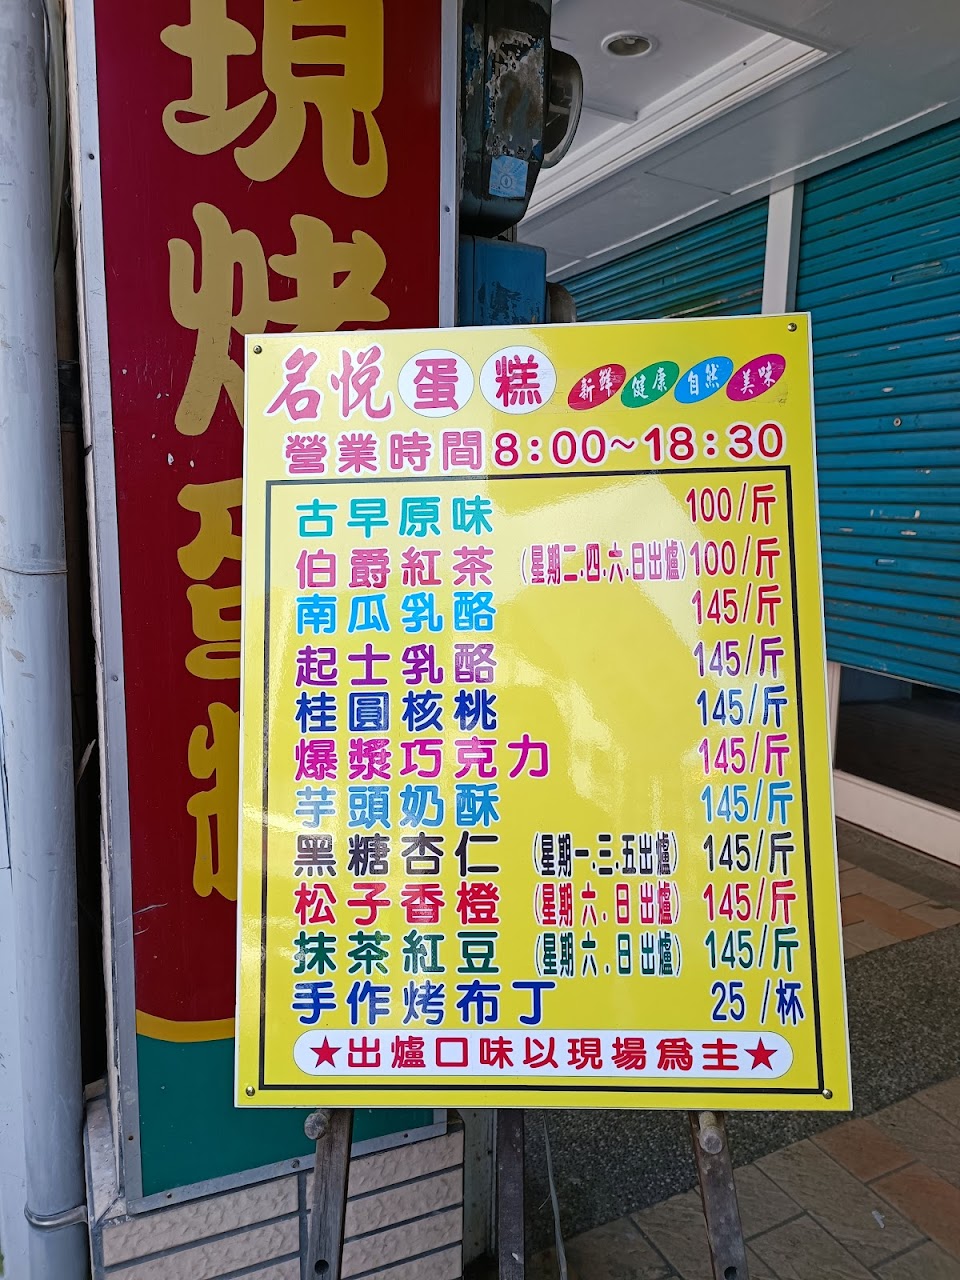 現烤蛋糕
名悅蛋糕 新鮮 健康 自然 美味
營業時間8:00~18:30
古早原味 100/斤
伯爵紅茶(星期二.四.六.日出爐)100/斤
南瓜乳酪 145/斤
起士乳酪 145/斤
桂圓核桃 145/斤
爆漿巧克力 145/斤
芋頭奶酥 145/斤
黑糖杏仁(星期一.三.五出爐) 145/斤
松子香橙(星期六.日出爐) 145/斤
抹茶紅豆(星期六.日出爐) 145/斤
手作烤布丁 25/杯
★出爐口味以現場為主★